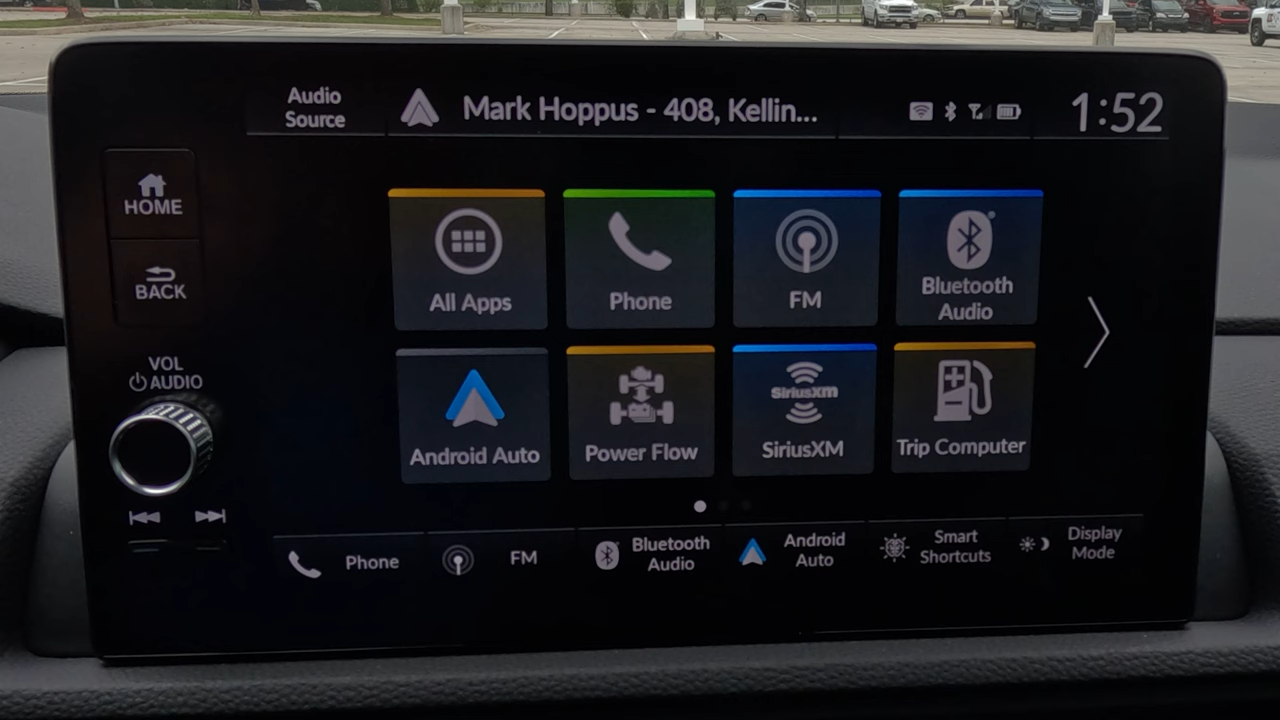 Audio
Source
Mark Hoppus - 408, Kellin...
1:52
HOME
BACK
VOL
AUDIO
All Apps
Phone
FM
Bluetooth
Audio
Android Auto
Power Flow
SiriusXM
SiriusXM
Trip Computer
Phone
FM
Bluetooth
Audio
Android
Auto
Smart
Shortcuts
Display
Mode